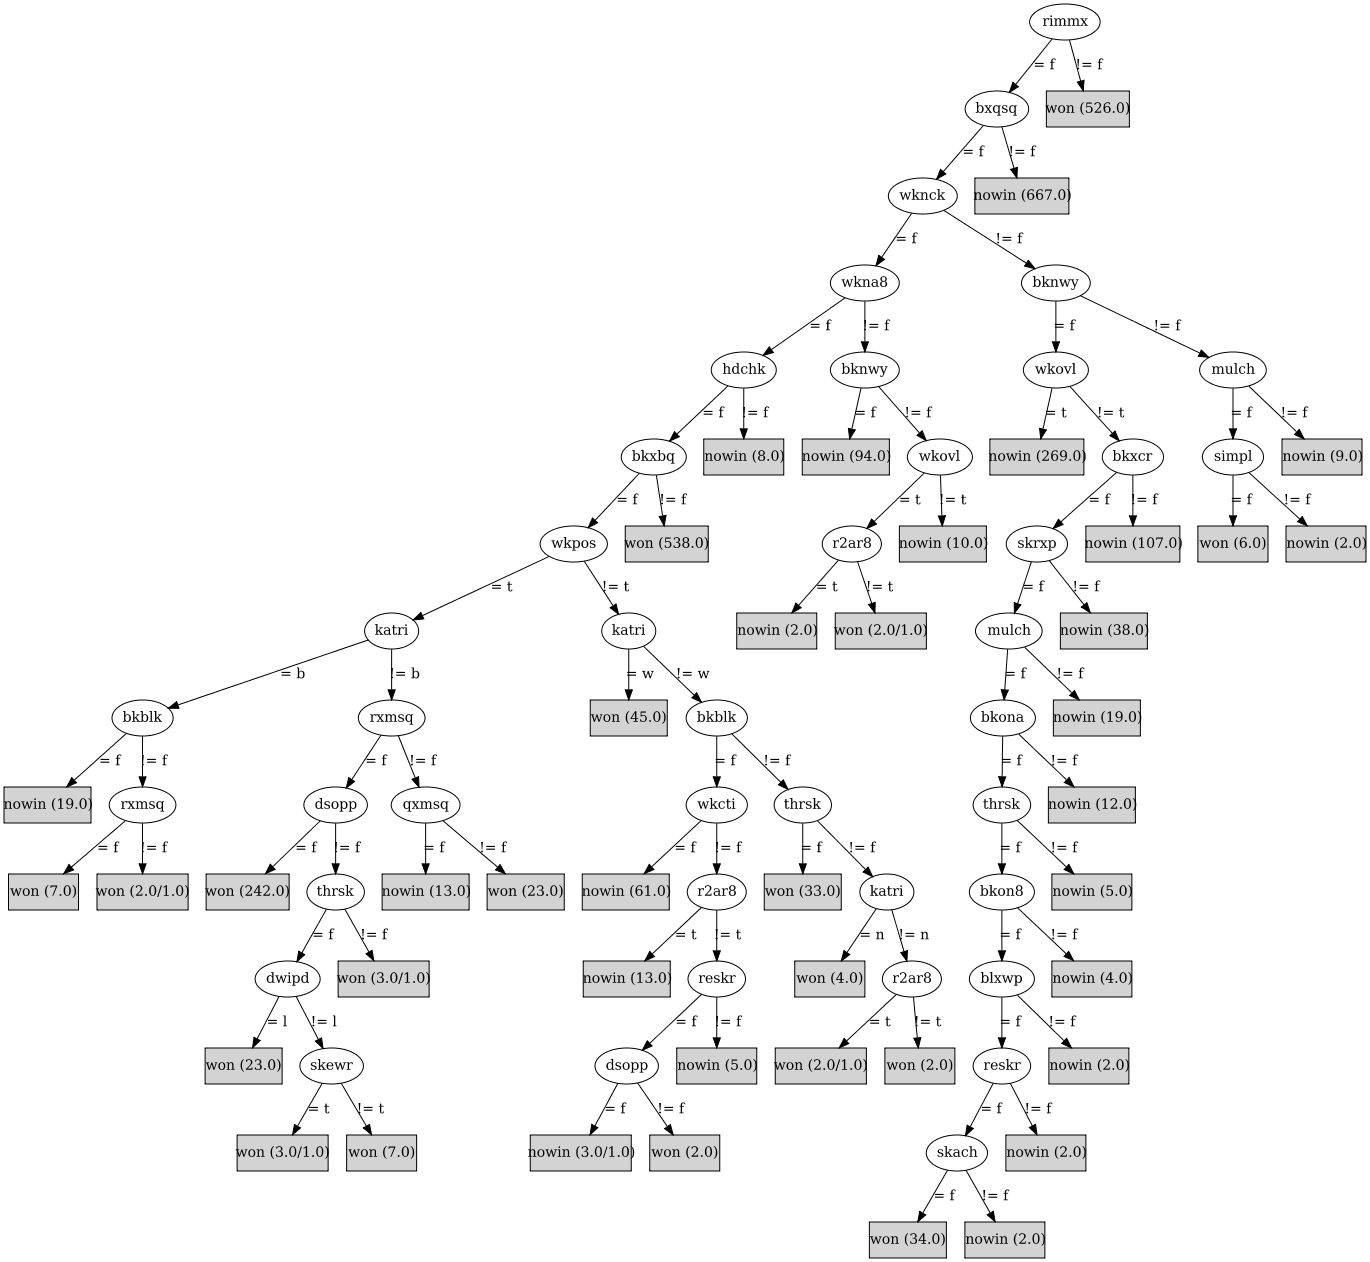 rimmx
= f
!= f
bxqsq
won (526.0)
= f
!= f
wknck
nowin (667.0)
= f
!= f
wkna8
bknwy
= f
!= f
= f
!= f
hdchk
bknwy
wkovl
mulch
= f
!= f
= f
!= f
= t
!= t
= f
!= f
bkxbq
nowin (8.0)
nowin (94.0)
wkovl
nowin (269.0)
bkxcr
simpl
nowin (9.0)
= f
!= f
= t
!= t
= f
!= f
= f
!= f
wkpos
won (538.0)
r2ar8
nowin (10.0)
skrxp
nowin (107.0)
won (6.0)
nowin (2.0)
= t
!= t
= t
!= t
= f
!= f
katri
katri
nowin (2.0)
won (2.0/1.0)
mulch
nowin (38.0)
= b
!= b
= w
!= w
= f
!= f
bkblk
rxmsq
won (45.0)
bkblk
bkona
nowin (19.0)
= f
!= f
= f
!= f
= f
!= f
= f
!= f
nowin (19.0)
rxmsq
dsopp
qxmsq
wkcti
thrsk
thrsk
nowin (12.0)
= f
!= f
= f
!= f
= f
!= f
= f
!= f
= f
!= f
= f
!= f
won (7.0)
won (2.0/1.0)
won (242.0)
thrsk
nowin (13.0)
won (23.0)
nowin (61.0)
r2ar8
won (33.0)
katri
bkon8
nowin (5.0)
= f
!= f
= t
!= t
= n
!= n
= f
!= f
dwipd
won (3.0/1.0)
nowin (13.0)
reskr
won (4.0)
r2ar8
blxwp
nowin (4.0)
= l
!= l
= f
!= f
= t
!= t
= f
!= f
won (23.0)
skewr
dsopp
nowin (5.0)
won (2.0/1.0)
won (2.0)
reskr
nowin (2.0)
= t
!= t
= f
!= f
= f
!= f
won (3.0/1.0)
won (7.0)
nowin (3.0/1.0)
won (2.0)
skach
nowin (2.0)
= f
!= f
won (34.0)
nowin (2.0)